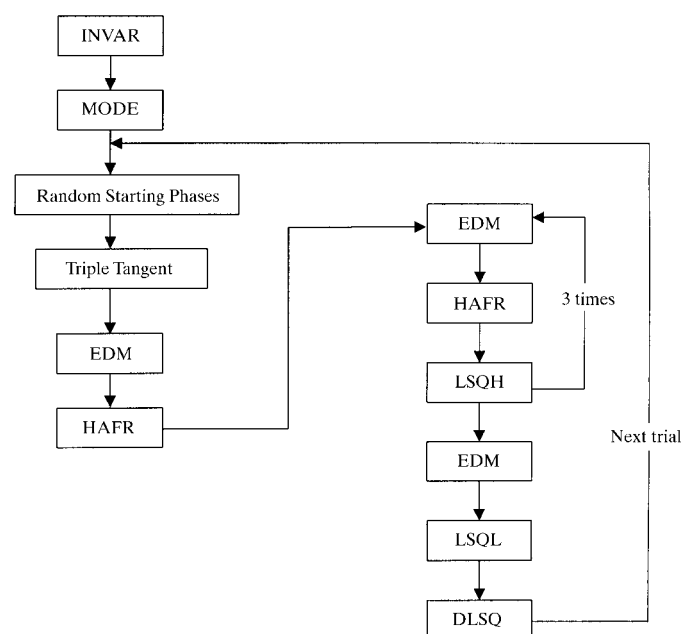 INVAR
MODE
Random Starting Phases
Triple Tangent
EDM
HAFR
EDM
HAFR
3 times
LSQH
EDM
Next trial
LSQL
DLSQ